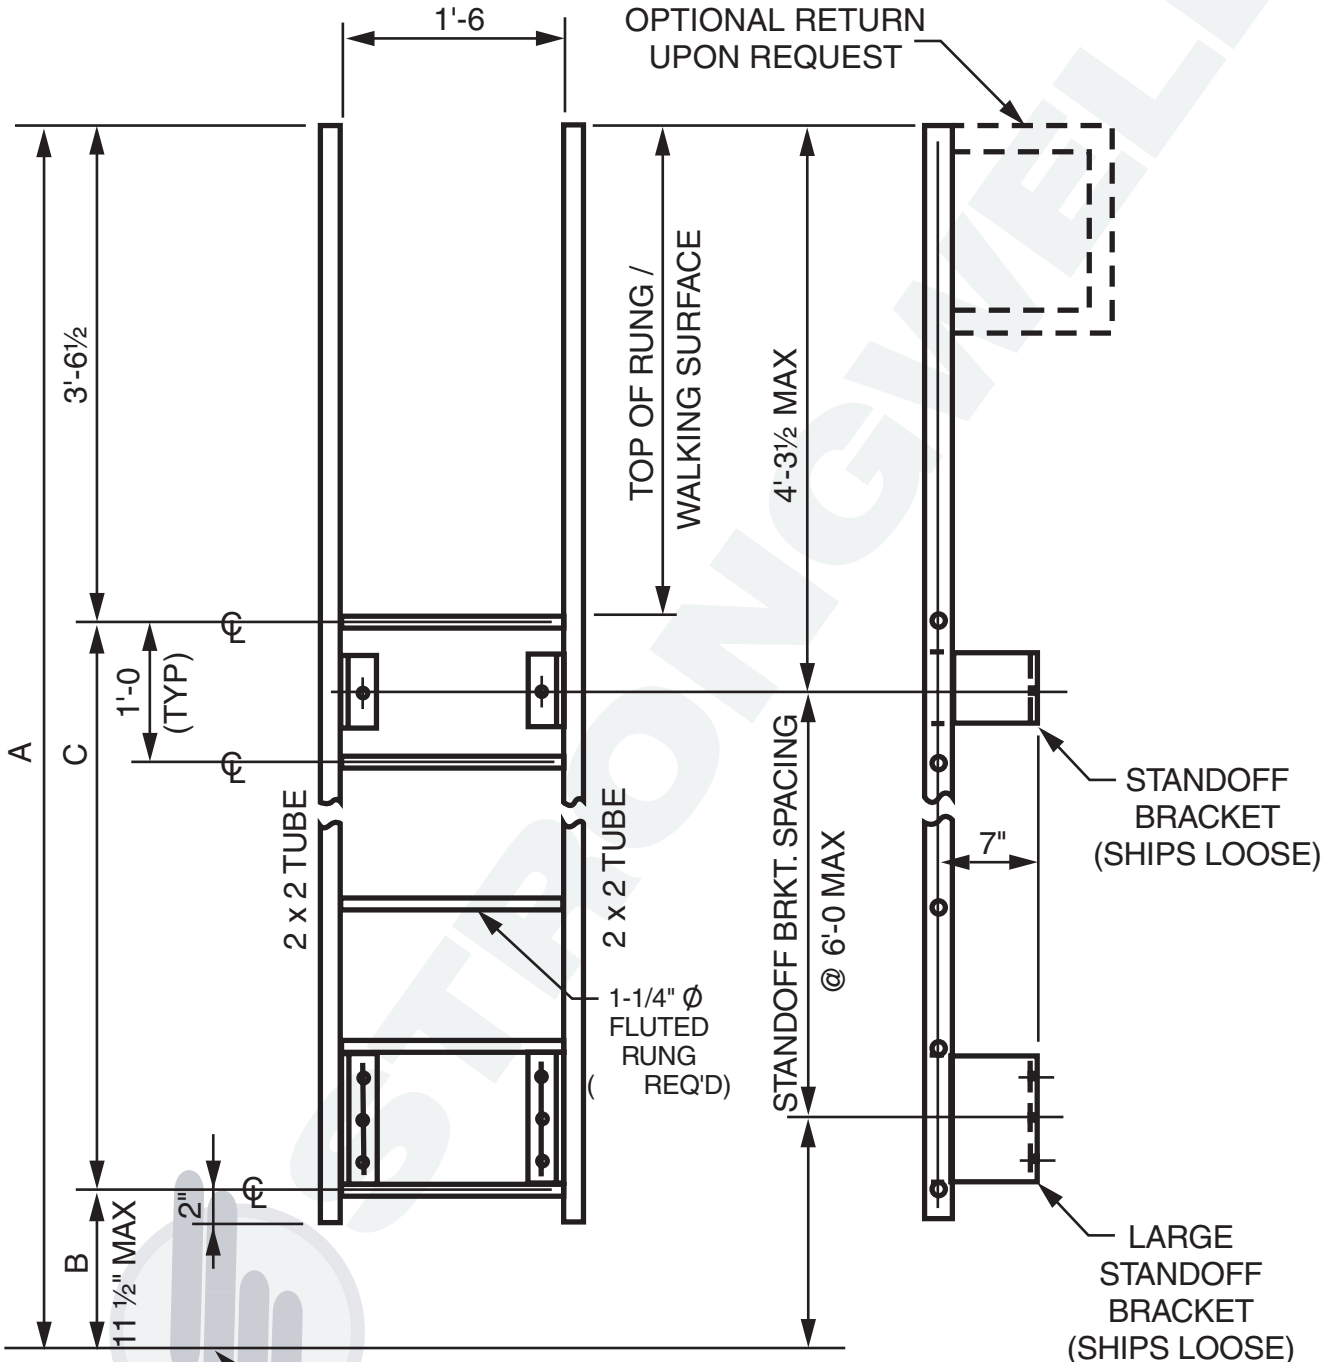 1'-6
OPTIONAL RETURN
UPON REQUEST
3'-6½
TOP OF RUNG /
WALKING SURFACE
4'-3½ MAX
℄
1'-0
(TYP)
℄
A
C
STANDOFF
BRACKET
(SHIPS LOOSE)
2 x 2 TUBE
2 x 2 TUBE
STANDOFF BRKT. SPACING
@ 6'-0 MAX
7"
1-1/4" Ø
FLUTED
RUNG
( REQ'D)
℄
2"
B
11 ½" MAX
LARGE
STANDOFF
BRACKET
(SHIPS LOOSE)
STRONGWELL